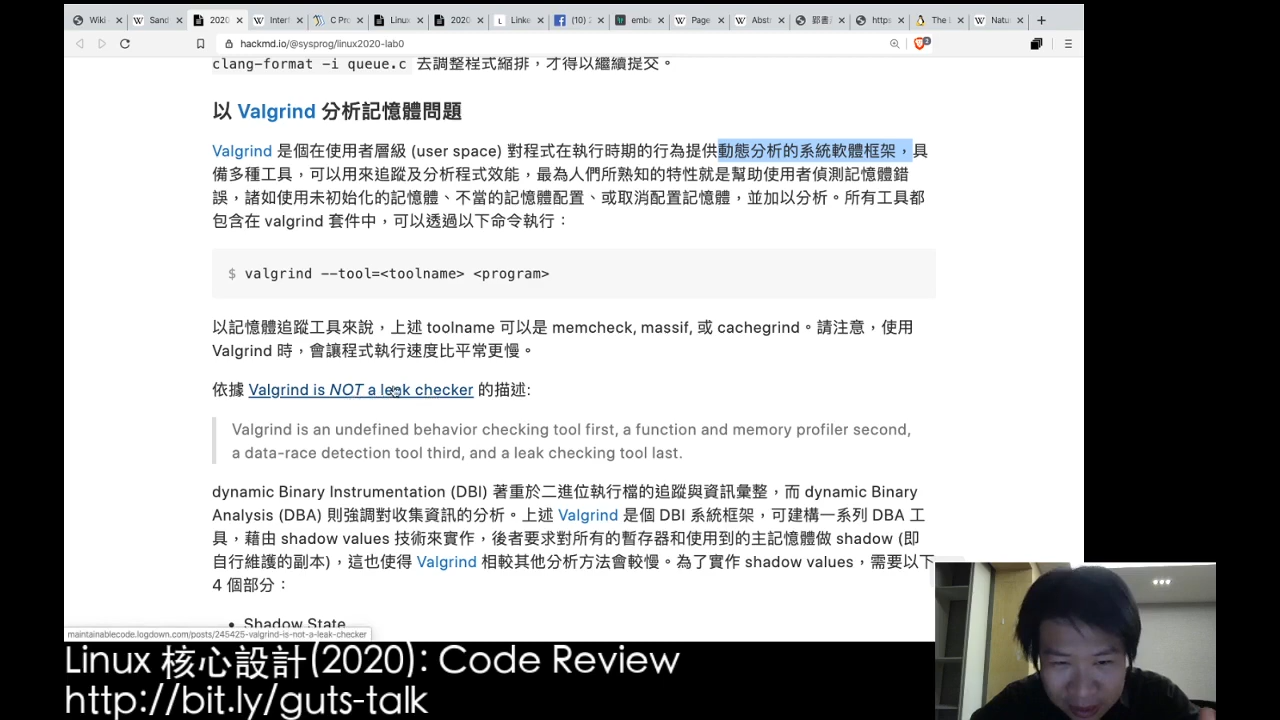 Wiki
Sand
2020
Interf
C Pro
Linux
2020
Linke
(10) 2
embe
Page
Abstr
鄧書
https
The L
Natu
hackmd.io/@sysprog/linux2020-lab0
clang-format -i queue.c 去調整程式縮排，才得以繼續提交。
以 Valgrind 分析記憶體問題
Valgrind 是個在使用者層級 (user space) 對程式在執行時期的行為提供動態分析的系統軟體框架，具
備多種工具，可以用來追蹤及分析程式效能，最為人們所熟知的特性就是幫助使用者偵測記憶體錯
誤，諸如使用未初始化的記憶體、不當的記憶體配置、或取消配置記憶體，並加以分析。所有工具都
包含在 valgrind 套件中，可以透過以下命令執行：
$ valgrind --tool=<toolname> <program>
以記憶體追蹤工具來說，上述 toolname 可以是 memcheck, massif, 或 cachegrind。請注意，使用
Valgrind 時，會讓程式執行速度比平常更慢。
依據 Valgrind is NOT a leak checker 的描述:
Valgrind is an undefined behavior checking tool first, a function and memory profiler second,
a data-race detection tool third, and a leak checking tool last.
dynamic Binary Instrumentation (DBI) 著重於二進位執行檔的追蹤與資訊彙整，而 dynamic Binary
Analysis (DBA) 則強調對收集資訊的分析。上述 Valgrind 是個 DBI 系統框架，可建構一系列 DBA 工
具，藉由 shadow values 技術來實作，後者要求對所有的暫存器和使用到的主記憶體做 shadow (即
自行維護的副本)，這也使得 Valgrind 相較其他分析方法會較慢。為了實作 shadow values，需要以下
4 個部分：
• Shadow State
maintainablecode.logdown.com/posts/245425-valgrind-is-not-a-leak-checker
Linux 核心設計(2020): Code Review
http://bit.ly/guts-talk